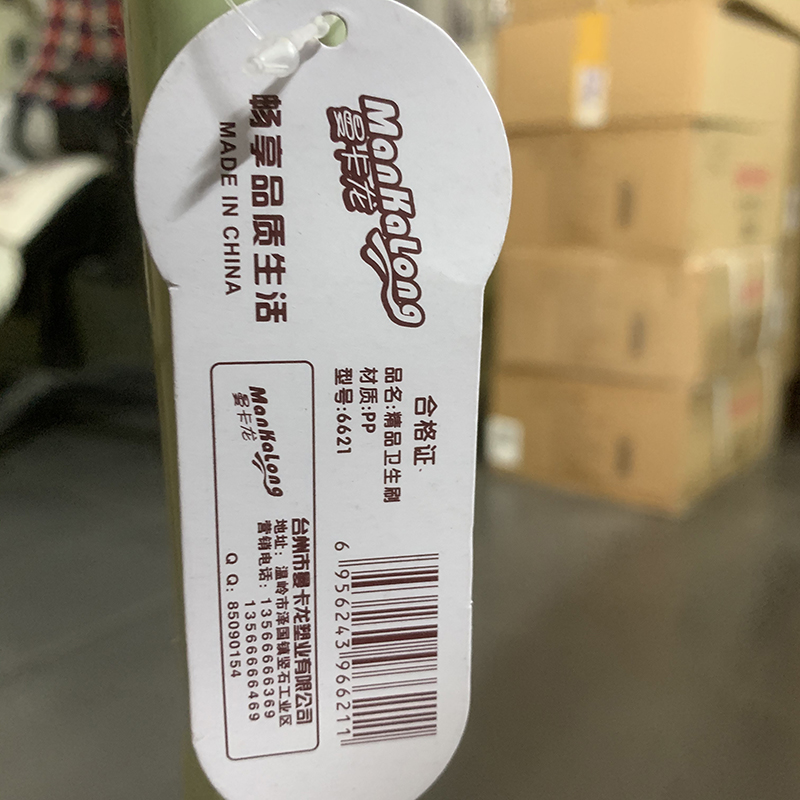 ManKaLong
曼卡龙
畅享品质生活
MADE IN CHINA
合格证
品名:精品卫生刷
材质:PP
型号:6621
6 956243 966211
ManKaLong
曼卡龙
台州市曼卡龙塑业有限公司
地址：温岭市泽国镇竖石工业区
营销电话：13566666369
13566666469
Q Q: 85090154